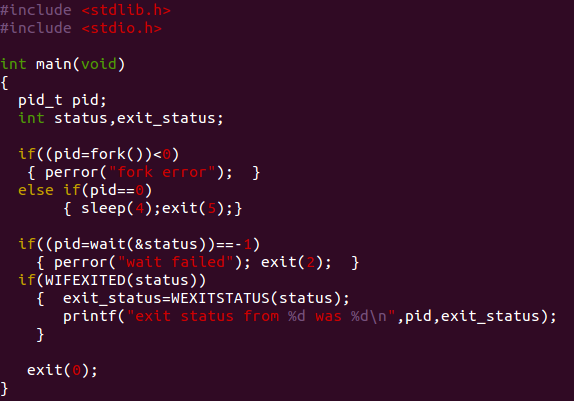 #include <stdlib.h>
#include <stdio.h>
int main(void)
{
pid_t pid;
int status,exit_status;
if((pid=fork())<0)
{ perror("fork error");  }
else if(pid==0)
{ sleep(4);exit(5);}
if((pid=wait(&status))==-1)
{ perror("wait failed"); exit(2);  }
if(WIFEXITED(status))
{  exit_status=WEXITSTATUS(status);
printf("exit status from %d was %d\n",pid,exit_status);
}
exit(0);
}